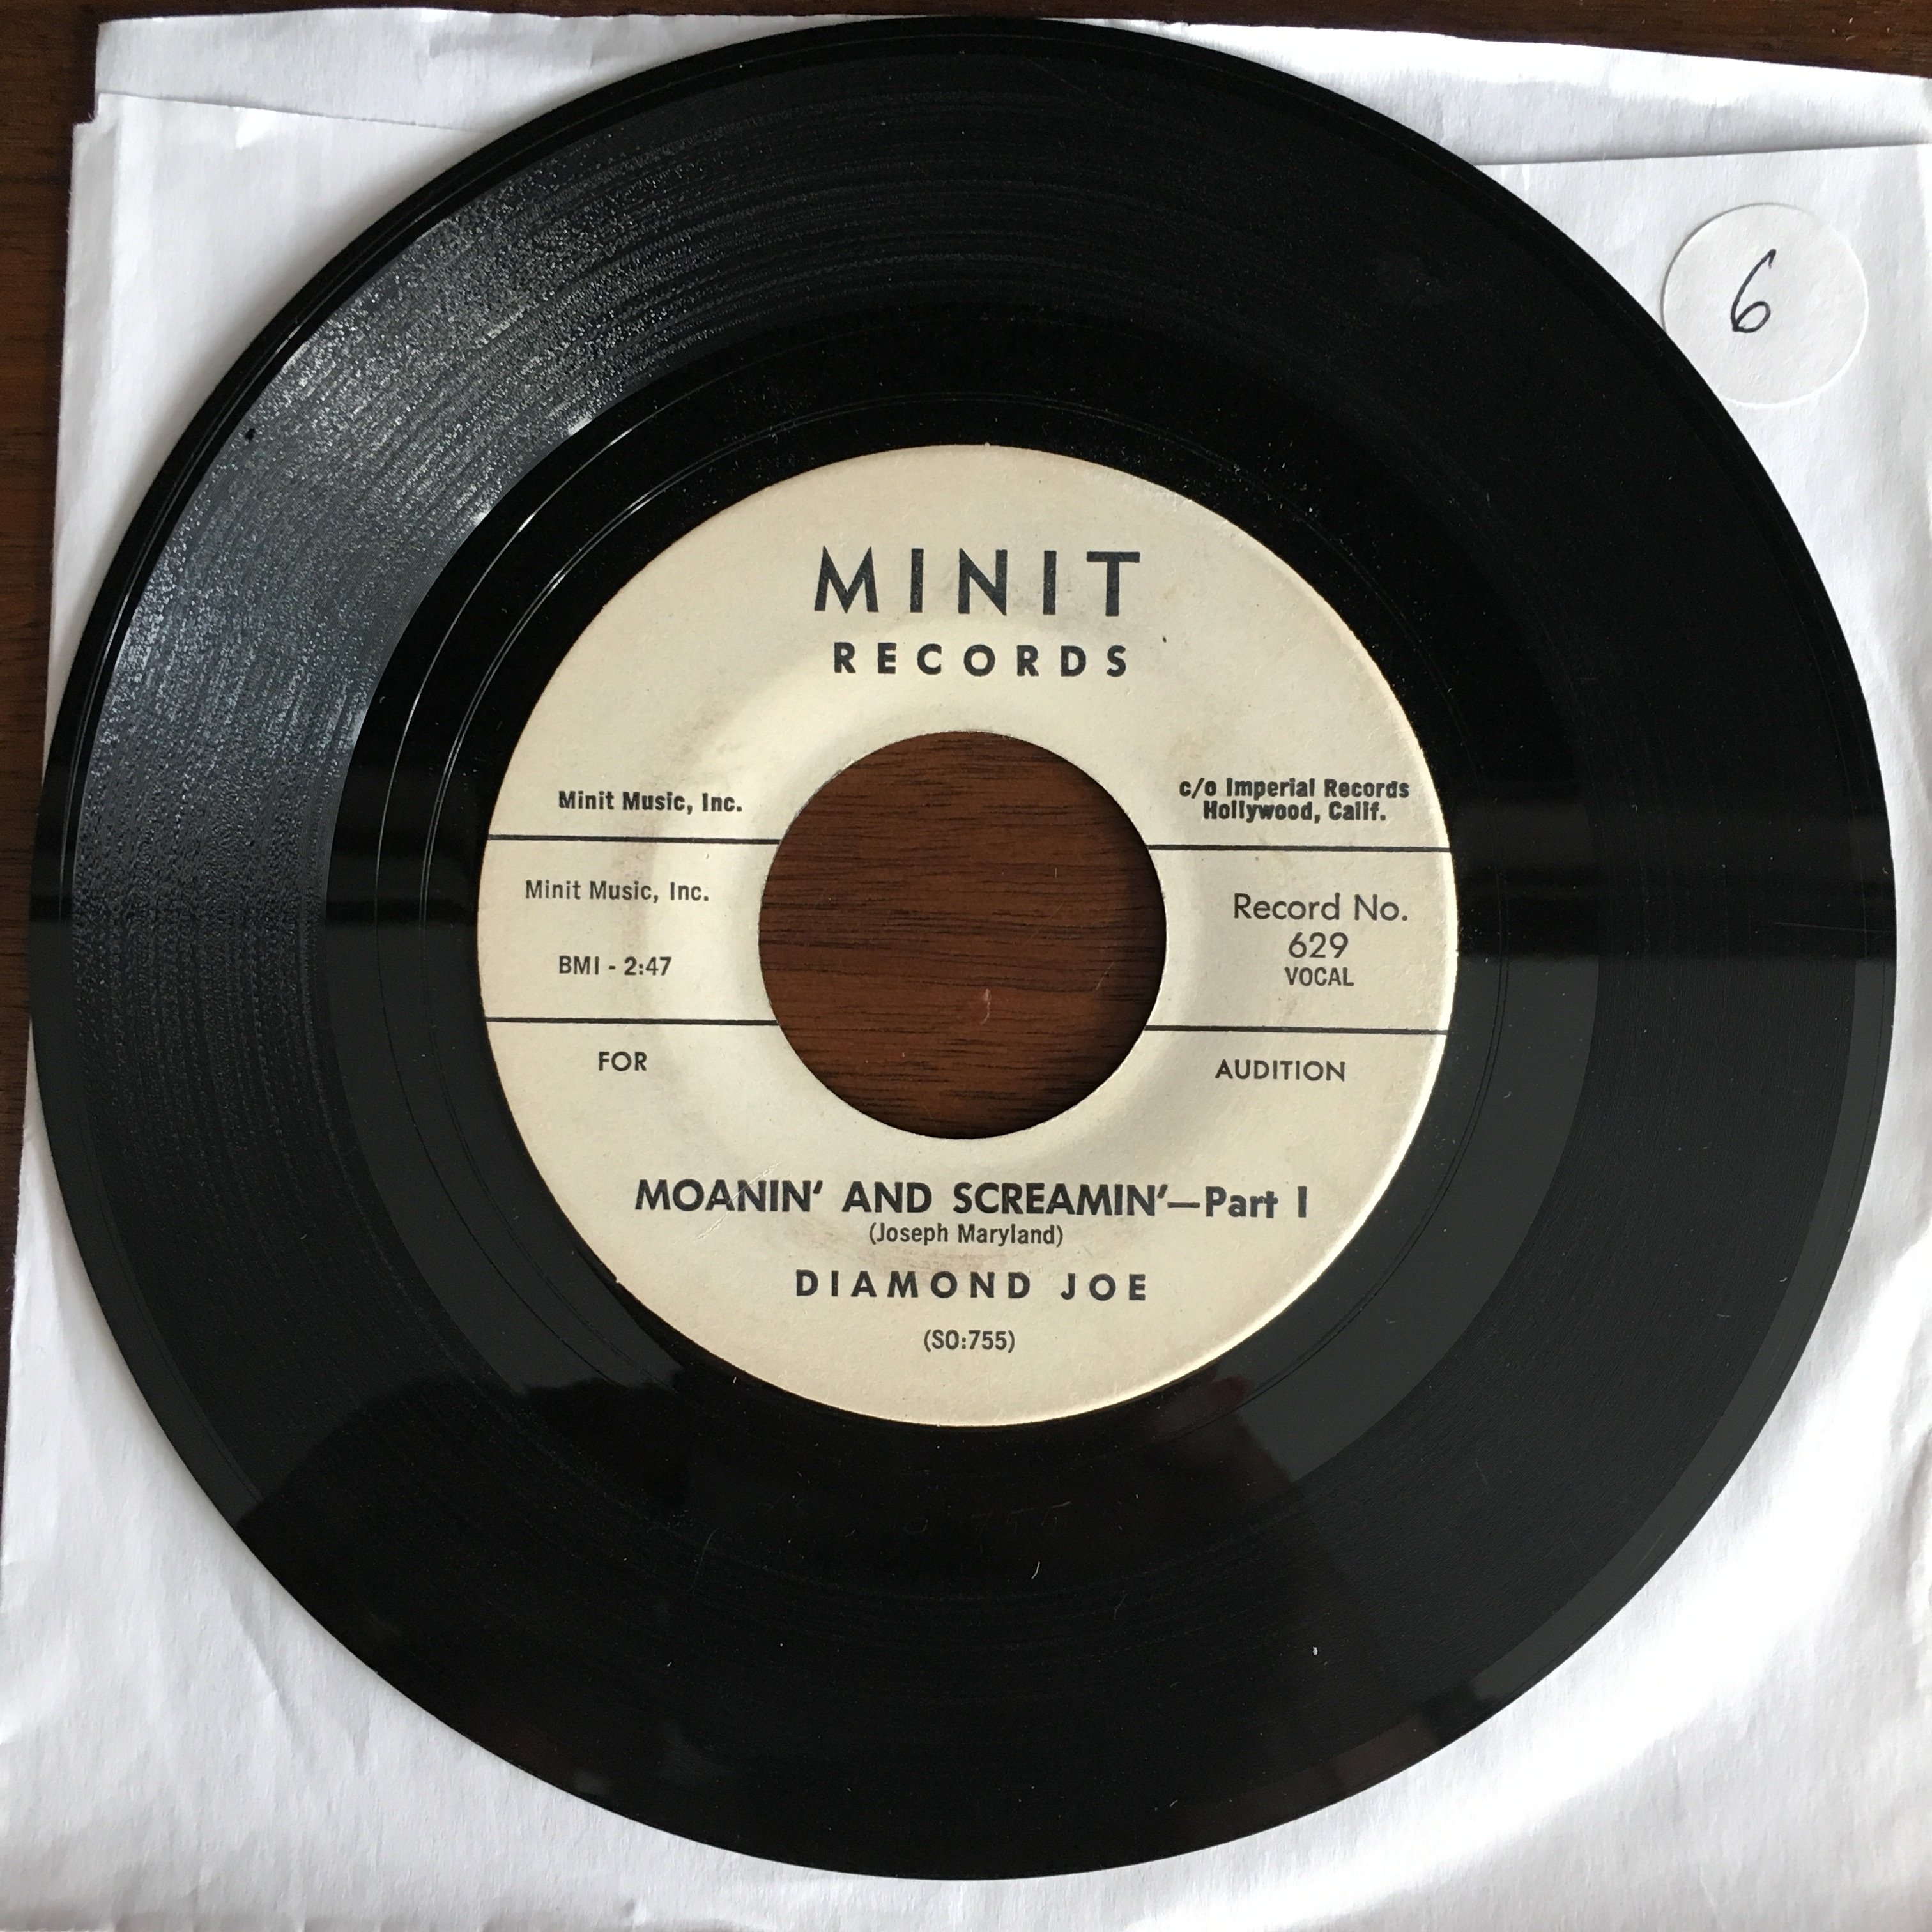 6
MINIT
RECORDS
Minit Music, Inc.
c/o Imperial Records
Hollywood, Calif.
Minit Music, Inc.
BMI - 2:47
Record No.
629
VOCAL
FOR
AUDITION
MOANIN' AND SCREAMIN'—Part I
(Joseph Maryland)
DIAMOND JOE
(SO:755)